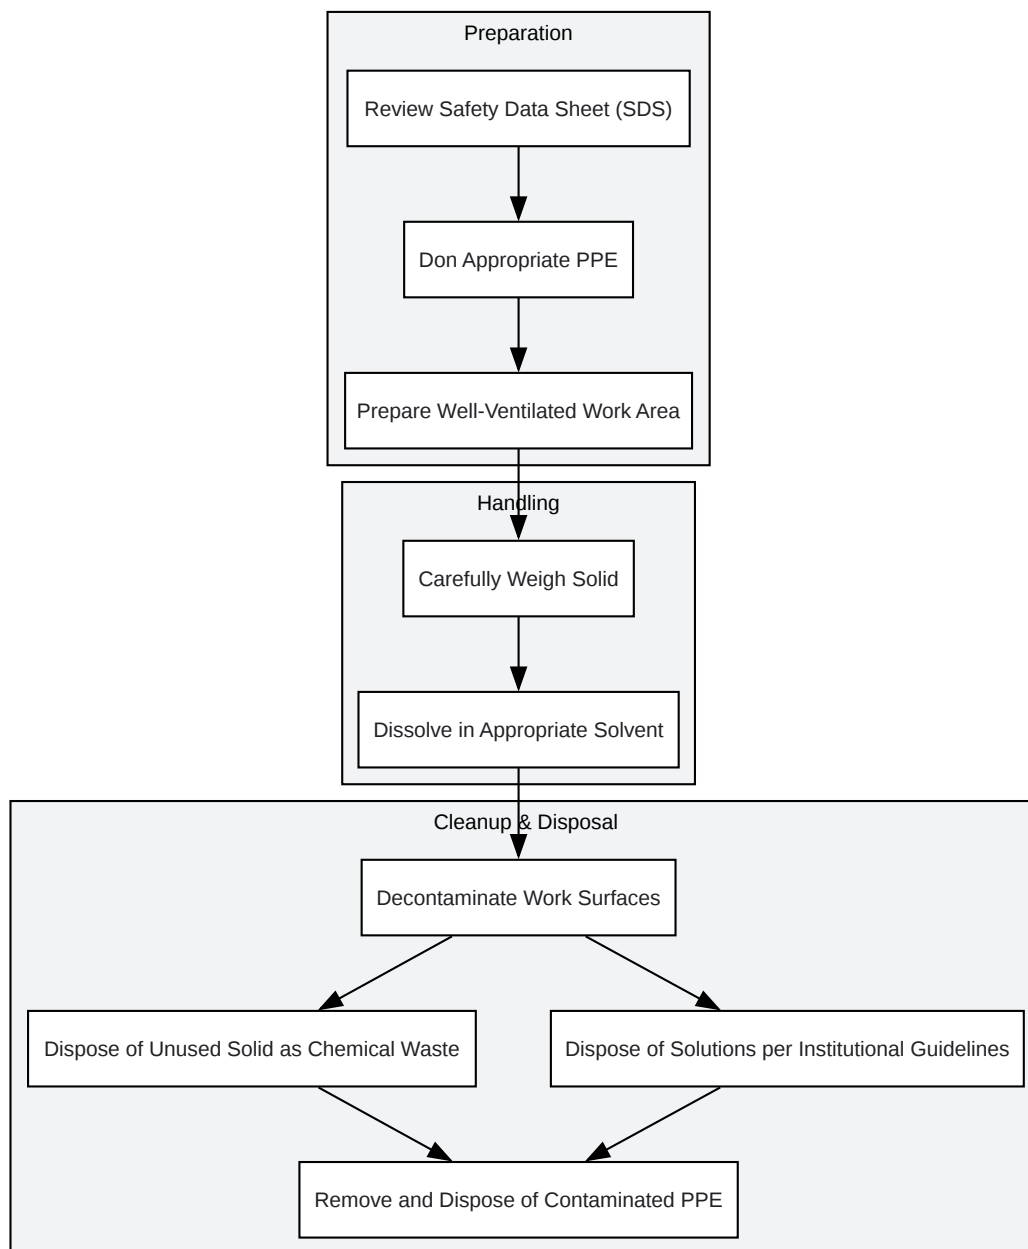 Preparation
Review Safety Data Sheet (SDS)
Don Appropriate PPE
Prepare Well-Ventilated Work Area
Handling
Carefully Weigh Solid
Dissolve in Appropriate Solvent
Cleanup & Disposal
Decontaminate Work Surfaces
Dispose of Unused Solid as Chemical Waste
Dispose of Solutions per Institutional Guidelines
Remove and Dispose of Contaminated PPE